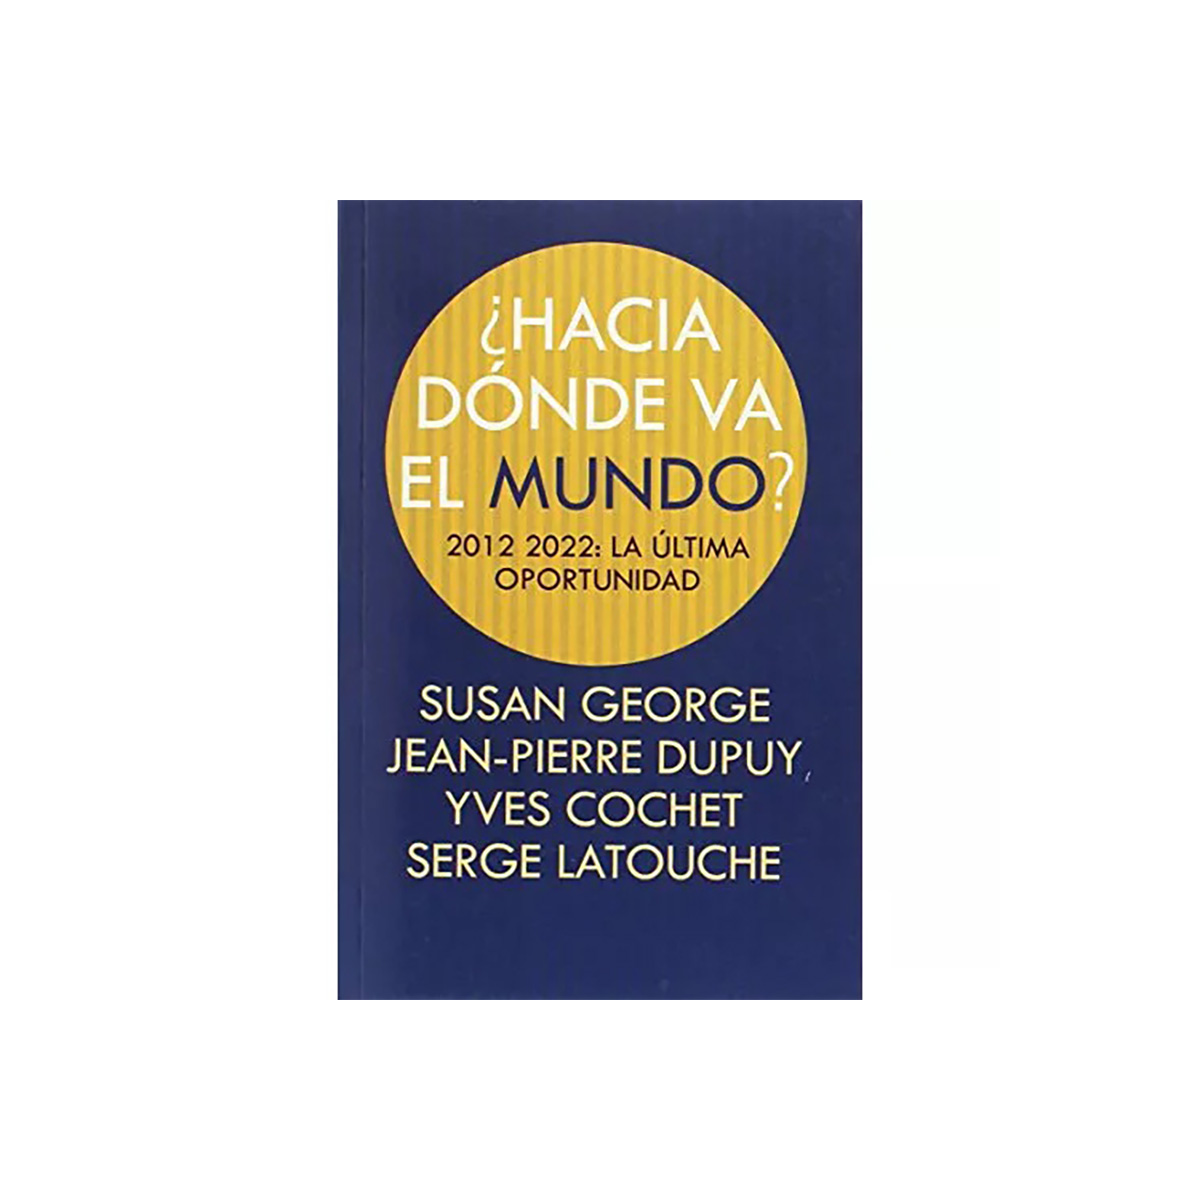 ¿HACIA
DÓNDE VA
EL MUNDO?
2012 2022: LA ÚLTIMA
OPORTUNIDAD
SUSAN GEORGE
JEAN-PIERRE DUPUY
YVES COCHET
SERGE LATOUCHE